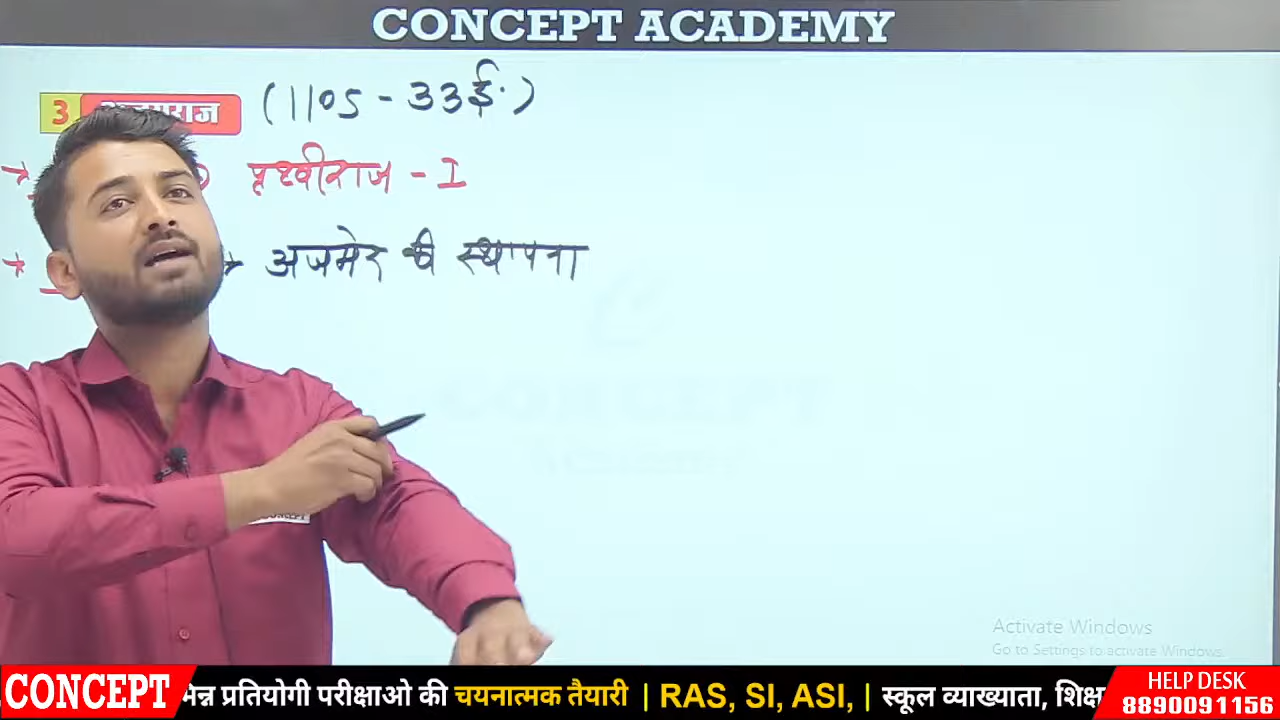 CONCEPT ACADEMY
3 (1105 - 33ई.)
पृथ्वीराज - I
अजमेर की स्थापना
CONCEPT
Activate Windows
Go to Settings to activate Windows.
CONCEPT भिन्न प्रतियोगी परीक्षाओ की चयनात्मक तैयारी | RAS, SI, ASI, | स्कूल व्याख्याता, शिक्ष HELP DESK
8890091156